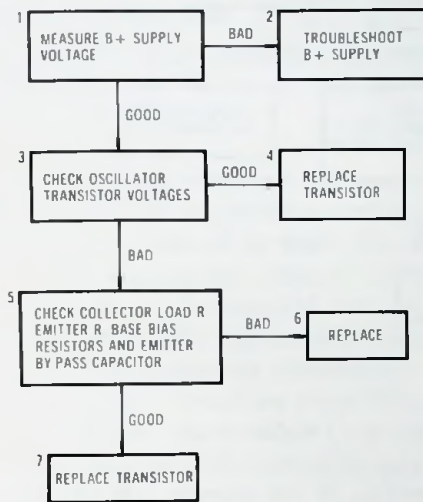 1
MEASURE B+ SUPPLY
VOLTAGE
BAD
2
TROUBLESHOOT
B+ SUPPLY
GOOD
3
CHECK OSCILLATOR
TRANSISTOR VOLTAGES
GOOD
4
REPLACE
TRANSISTOR
BAD
5
CHECK COLLECTOR LOAD R
EMITTER R BASE BIAS
RESISTORS AND EMITTER
BY PASS CAPACITOR
BAD
6
REPLACE
GOOD
7
REPLACE TRANSISTOR